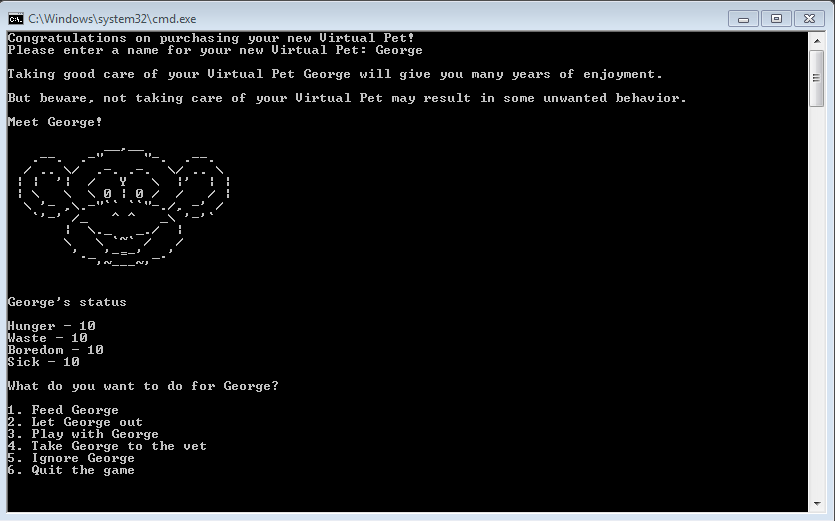 C:\Windows\system32\cmd.exe
Congratulations on purchasing your new Virtual Pet!
Please enter a name for your new Virtual Pet: George
Taking good care of your Virtual Pet George will give you many years of enjoyment.
But beware, not taking care of your Virtual Pet may result in some unwanted behavior.
Meet George!
George's status
Hunger - 10
Waste - 10
Boredom - 10
Sick - 10
What do you want to do for George?
1. Feed George
2. Let George out
3. Play with George
4. Take George to the vet
5. Ignore George
6. Quit the game